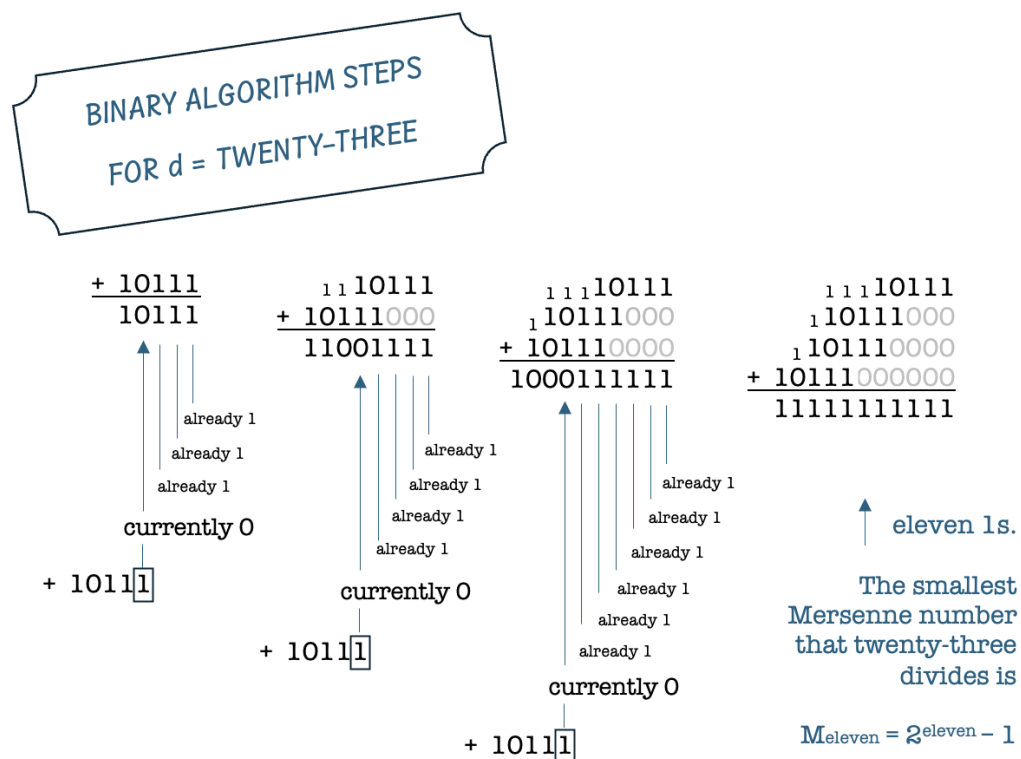 BINARY ALGORITHM STEPS
FOR d = TWENTY-THREE
+ 10111
10111
already 1
already 1
already 1
currently 0
+ 10111
1 1 10111
+ 10111000
11001111
already 1
already 1
already 1
already 1
currently 0
+ 10111
1 1 1 10111
1 10111000
+ 101110000
1000111111
already 1
already 1
already 1
already 1
already 1
already 1
currently 0
+ 10111
1 1 1 10111
1 10111000
1 101110000
+ 10111000000
11111111111
eleven 1s.
The smallest
Mersenne number
that twenty-three
divides is
Meleven = 2^eleven – 1